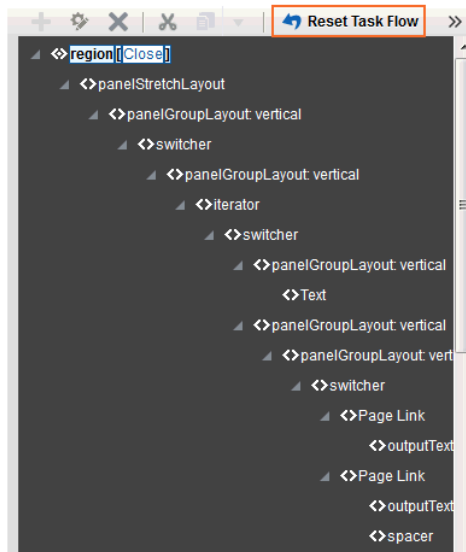 Reset Task Flow
<>region [Close]
<>panelStretchLayout
<>panelGroupLayout: vertical
<>switcher
<>panelGroupLayout: vertical
<>iterator
<>switcher
<>panelGroupLayout: vertical
<>Text
<>panelGroupLayout: vertical
<>panelGroupLayout: vert
<>switcher
<>Page Link
<>outputText
<>Page Link
<>outputText
<>spacer